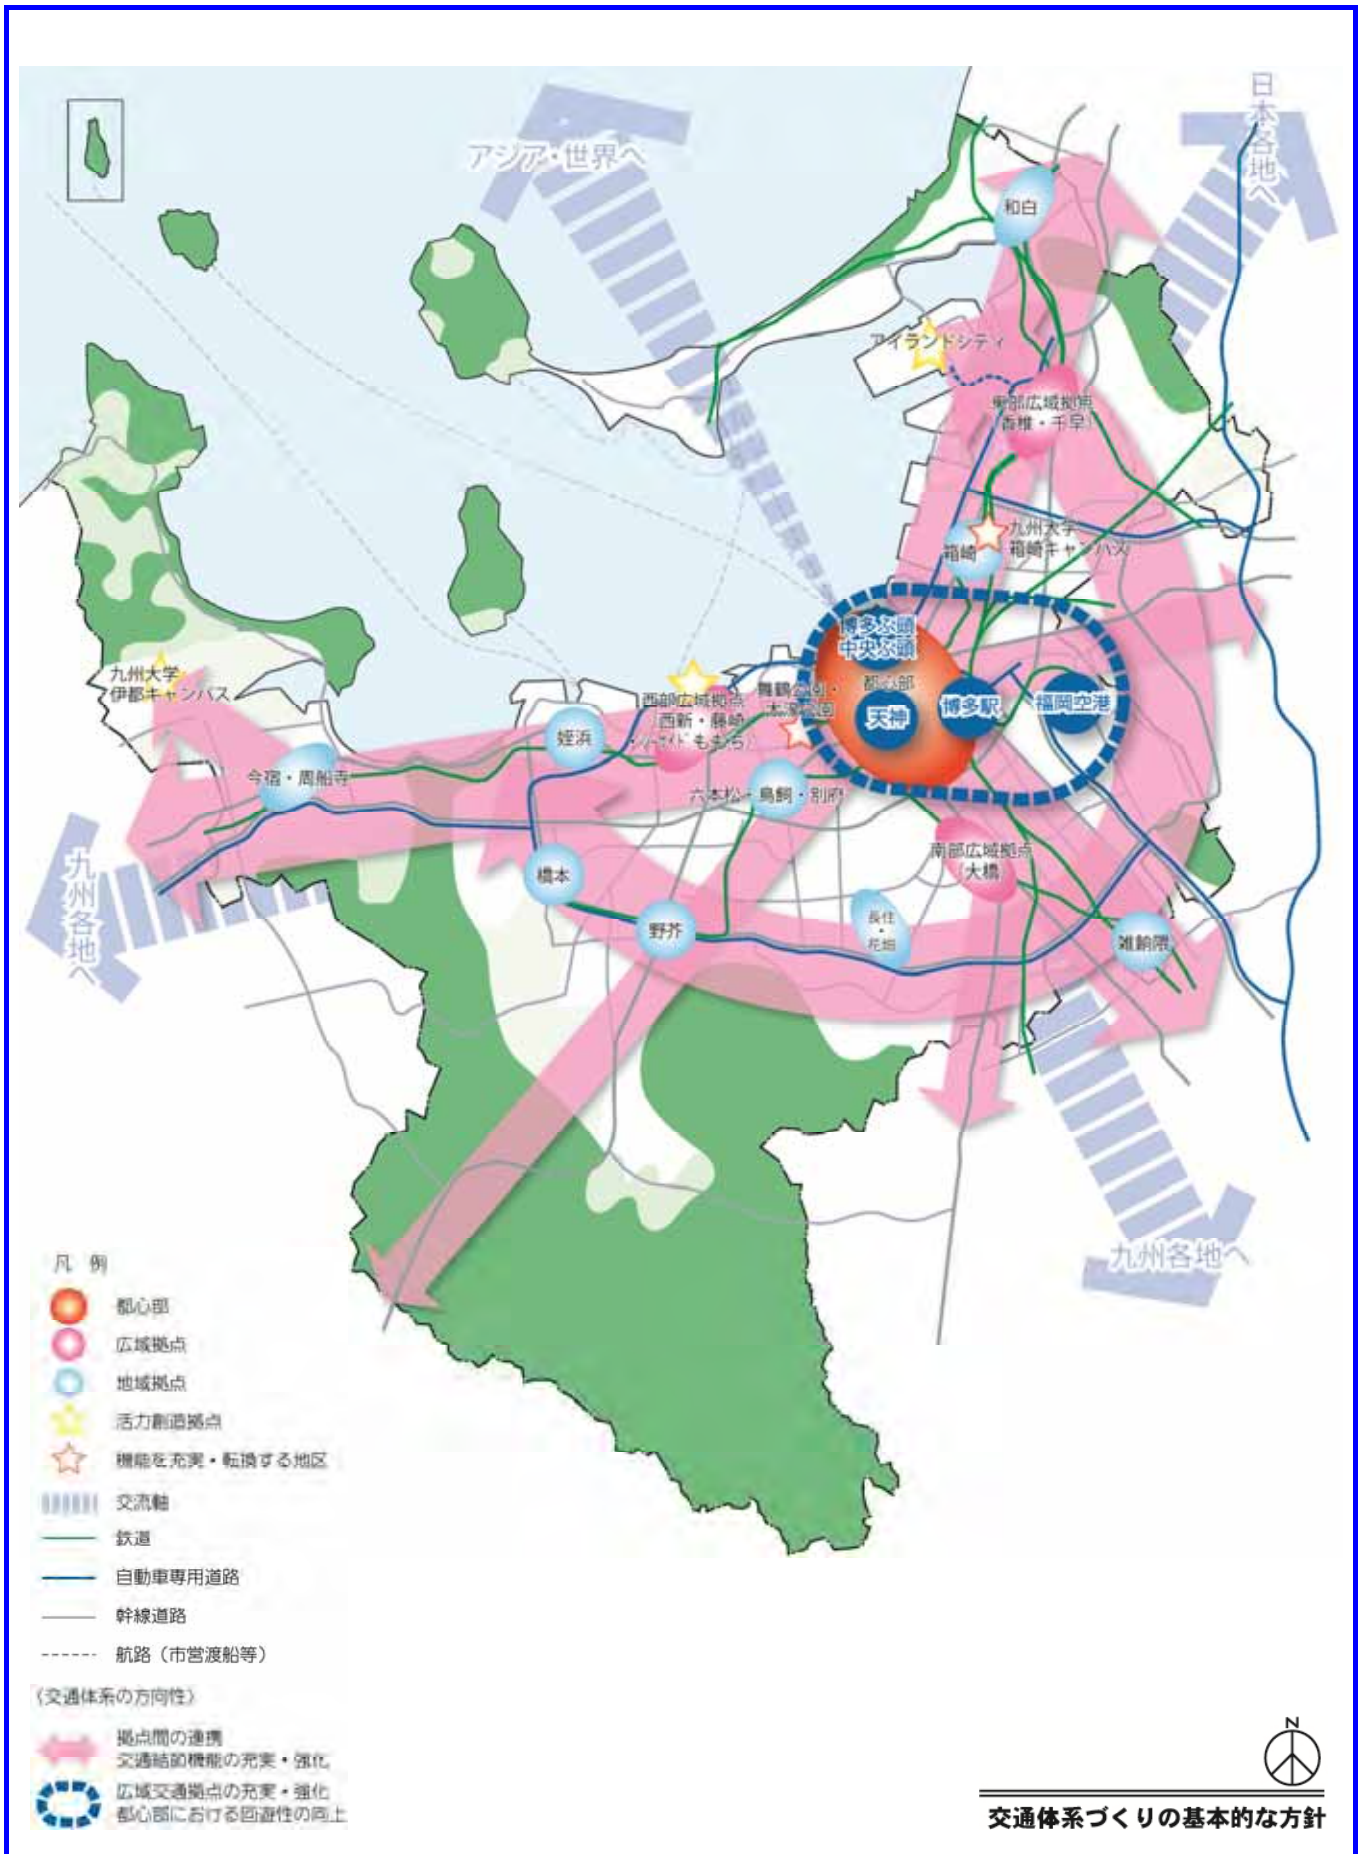 アジア・世界へ
日本各地へ
和白
アイランドシティ
東部広域拠点
(香椎・千早)
箱崎
九州大学
箱崎キャンパス
博多ふ頭
中央ふ頭
都心部
天神
博多駅
福岡空港
九州大学
伊都キャンパス
西部広域拠点
(西新・藤崎
・シーサイドももち)
舞鶴公園・
大濠公園
姪浜
今宿・周船寺
六本松・鳥飼・別府
南部広域拠点
(大橋)
橋本
野芥
長住
・
花畑
雑餉隈
九州各地へ
九州各地へ
凡 例
都心部
広域拠点
地域拠点
活力創造拠点
機能を充実・転換する地区
交流軸
鉄道
自動車専用道路
幹線道路
航路（市営渡船等）
〈交通体系の方向性〉
拠点間の連携
交通結節機能の充実・強化
広域交通拠点の充実・強化
都心部における回遊性の向上
N
交通体系づくりの基本的な方針